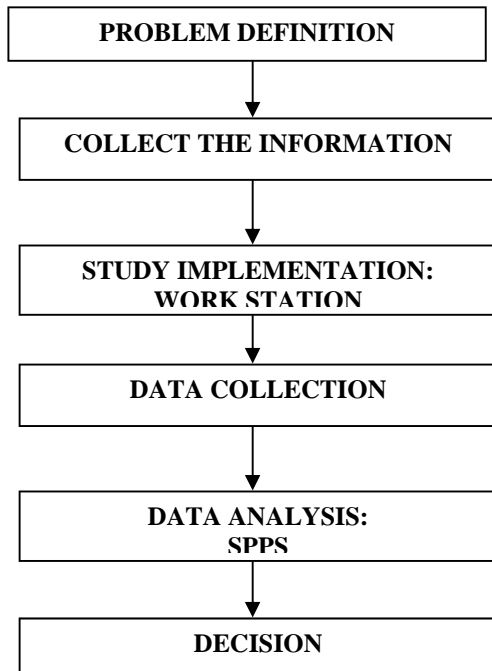 PROBLEM DEFINITION
COLLECT THE INFORMATION
STUDY IMPLEMENTATION:
WORK STATION
DATA COLLECTION
DATA ANALYSIS:
SPPS
DECISION